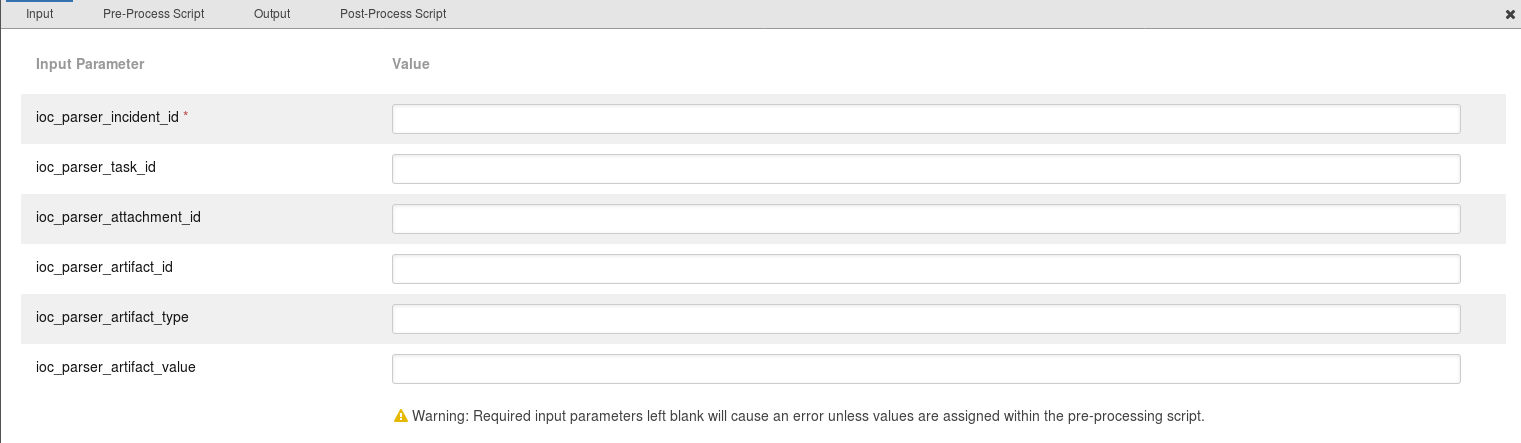 Input Pre-Process Script Output Post-Process Script ✖
Input Parameter Value
ioc_parser_incident_id *
ioc_parser_task_id
ioc_parser_attachment_id
ioc_parser_artifact_id
ioc_parser_artifact_type
ioc_parser_artifact_value
Warning: Required input parameters left blank will cause an error unless values are assigned within the pre-processing script.